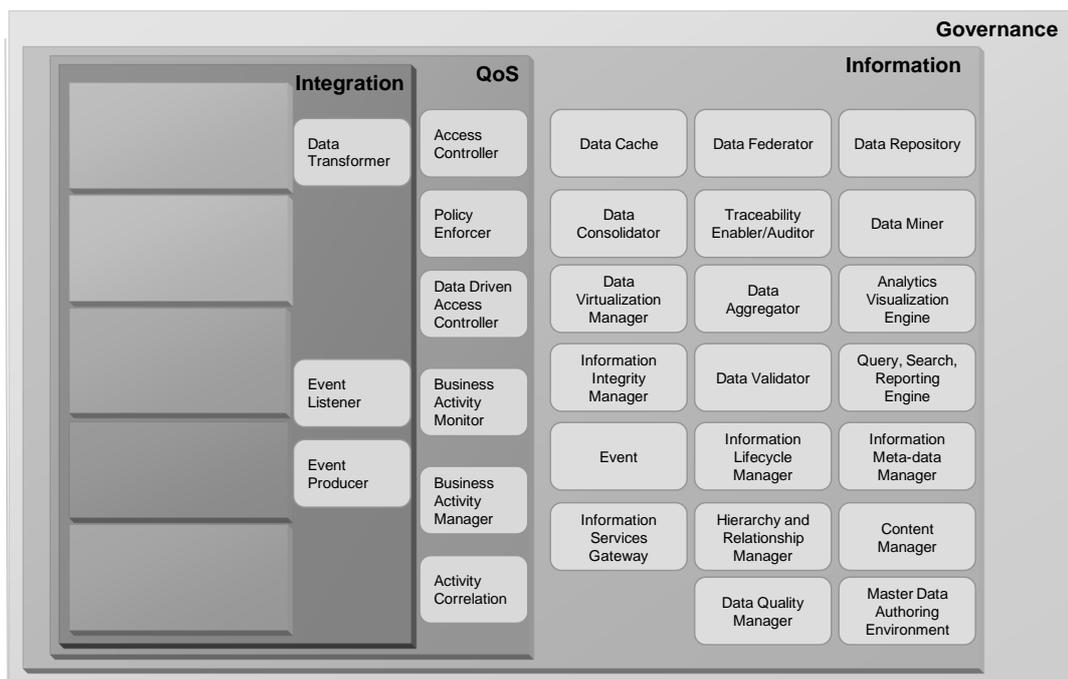 Governance
Information
QoS
Integration
Data
Transformer
Event
Listener
Event
Producer
Access
Controller
Policy
Enforcer
Data Driven
Access
Controller
Business
Activity
Monitor
Business
Activity
Manager
Activity
Correlation
Data Cache
Data Federator
Data Repository
Data
Consolidator
Traceability
Enabler/Auditor
Data Miner
Data
Virtualization
Manager
Data
Aggregator
Analytics
Visualization
Engine
Information
Integrity
Manager
Data Validator
Query, Search,
Reporting
Engine
Event
Information
Lifecycle
Manager
Information
Meta-data
Manager
Information
Services
Gateway
Hierarchy and
Relationship
Manager
Content
Manager
Data Quality
Manager
Master Data
Authoring
Environment